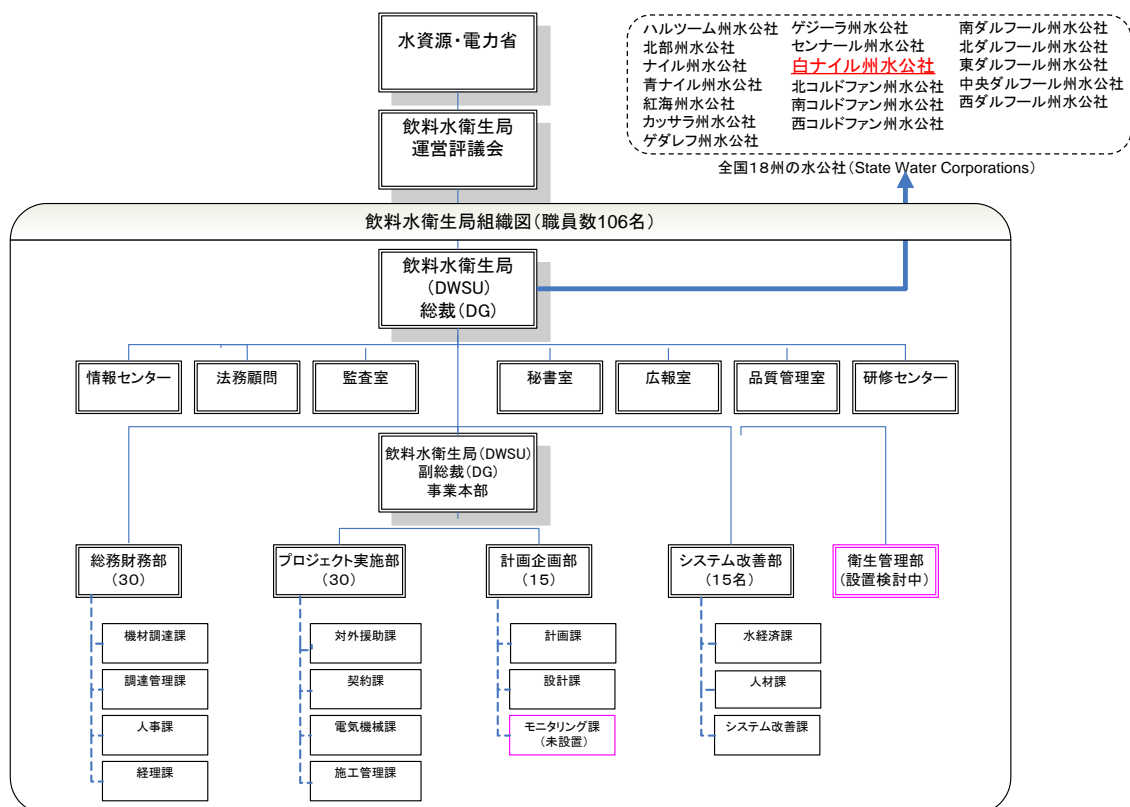 水資源・電力省
飲料水衛生局
運営評議会
ハルツーム州水公社
北部州水公社
ナイル州水公社
青ナイル州水公社
紅海州水公社
カッサラ州水公社
ゲダレフ州水公社
ゲジーラ州水公社
センナール州水公社
白ナイル州水公社
北コルドファン州水公社
南コルドファン州水公社
西コルドファン州水公社
南ダルフール州水公社
北ダルフール州水公社
東ダルフール州水公社
中央ダルフール州水公社
西ダルフール州水公社
全国18州の水公社(State Water Corporations)
飲料水衛生局組織図(職員数106名)
飲料水衛生局
(DWSU)
総裁(DG)
情報センター
法務顧問
監査室
秘書室
広報室
品質管理室
研修センター
飲料水衛生局(DWSU)
副総裁(DG)
事業本部
総務財務部
(30)
プロジェクト実施部
(30)
計画企画部
(15)
システム改善部
(15名)
衛生管理部
(設置検討中)
機材調達課
調達管理課
人事課
経理課
対外援助課
契約課
電気機械課
施工管理課
計画課
設計課
モニタリング課
(未設置)
水経済課
人材課
システム改善課